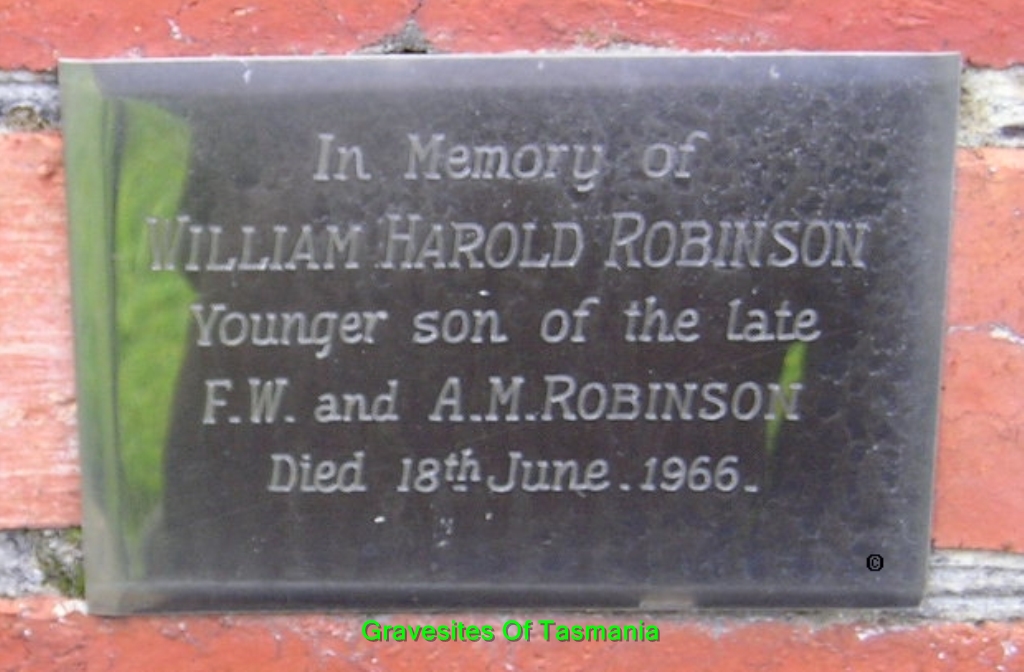 In Memory of
WILLIAM HAROLD ROBINSON
Younger son of the late
F.W. and A.M. ROBINSON
Died 18th June. 1966.
©
Gravesites Of Tasmania